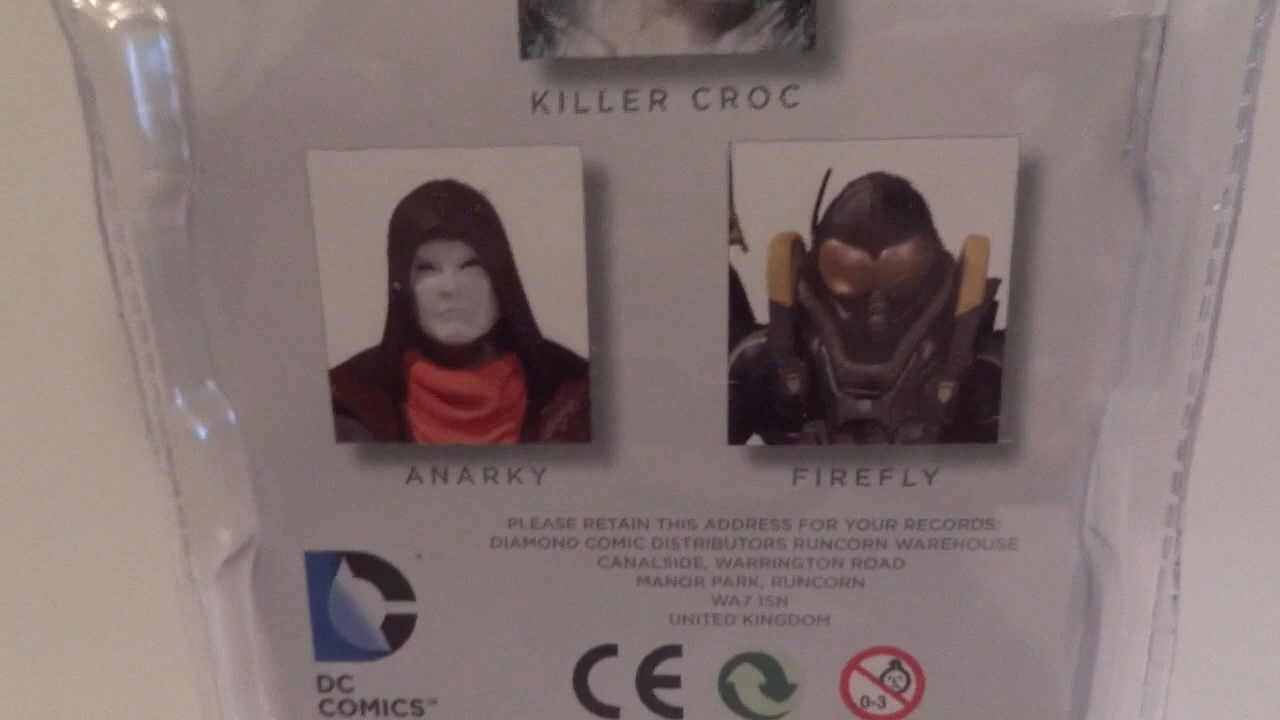 KILLER CROC
ANARKY
FIREFLY
PLEASE RETAIN THIS ADDRESS FOR YOUR RECORDS:
DIAMOND COMIC DISTRIBUTORS RUNCORN WAREHOUSE
CANALSIDE, WARRINGTON ROAD
MANOR PARK, RUNCORN
WA7 1SN
UNITED KINGDOM
DC
COMICS™
CE
0-3